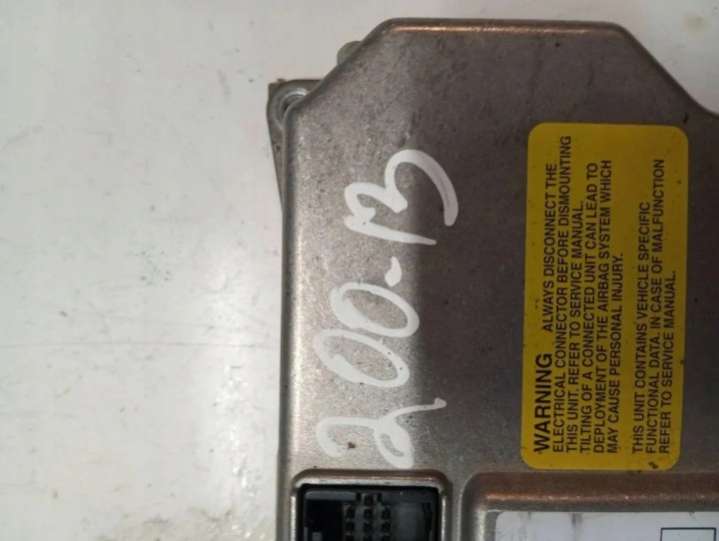 200-13
WARNING ALWAYS DISCONNECT THE
ELECTRICAL CONNECTOR BEFORE DISMOUNTING
THIS UNIT. REFER TO SERVICE MANUAL.
TILTING OF A CONNECTED UNIT CAN LEAD TO
DEPLOYMENT OF THE AIRBAG SYSTEM WHICH
MAY CAUSE PERSONAL INJURY.
THIS UNIT CONTAINS VEHICLE SPECIFIC
FUNCTIONAL DATA. IN CASE OF MALFUNCTION
REFER TO SERVICE MANUAL.